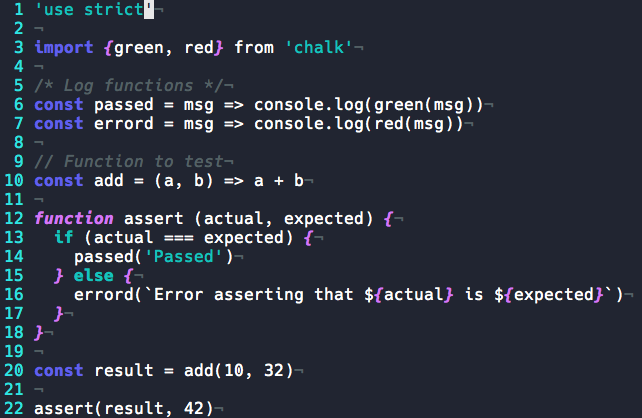 1 'use strict'¬
2 ¬
3 import {green, red} from 'chalk'¬
4 ¬
5 /* Log functions */¬
6 const passed = msg => console.log(green(msg))¬
7 const errord = msg => console.log(red(msg))¬
8 ¬
9 // Function to test¬
10 const add = (a, b) => a + b¬
11 ¬
12 function assert (actual, expected) {¬
13   if (actual === expected) {¬
14     passed('Passed')¬
15   } else {¬
16     errord(`Error asserting that ${actual} is ${expected}`)¬
17   }¬
18 }¬
19 ¬
20 const result = add(10, 32)¬
21 ¬
22 assert(result, 42)¬